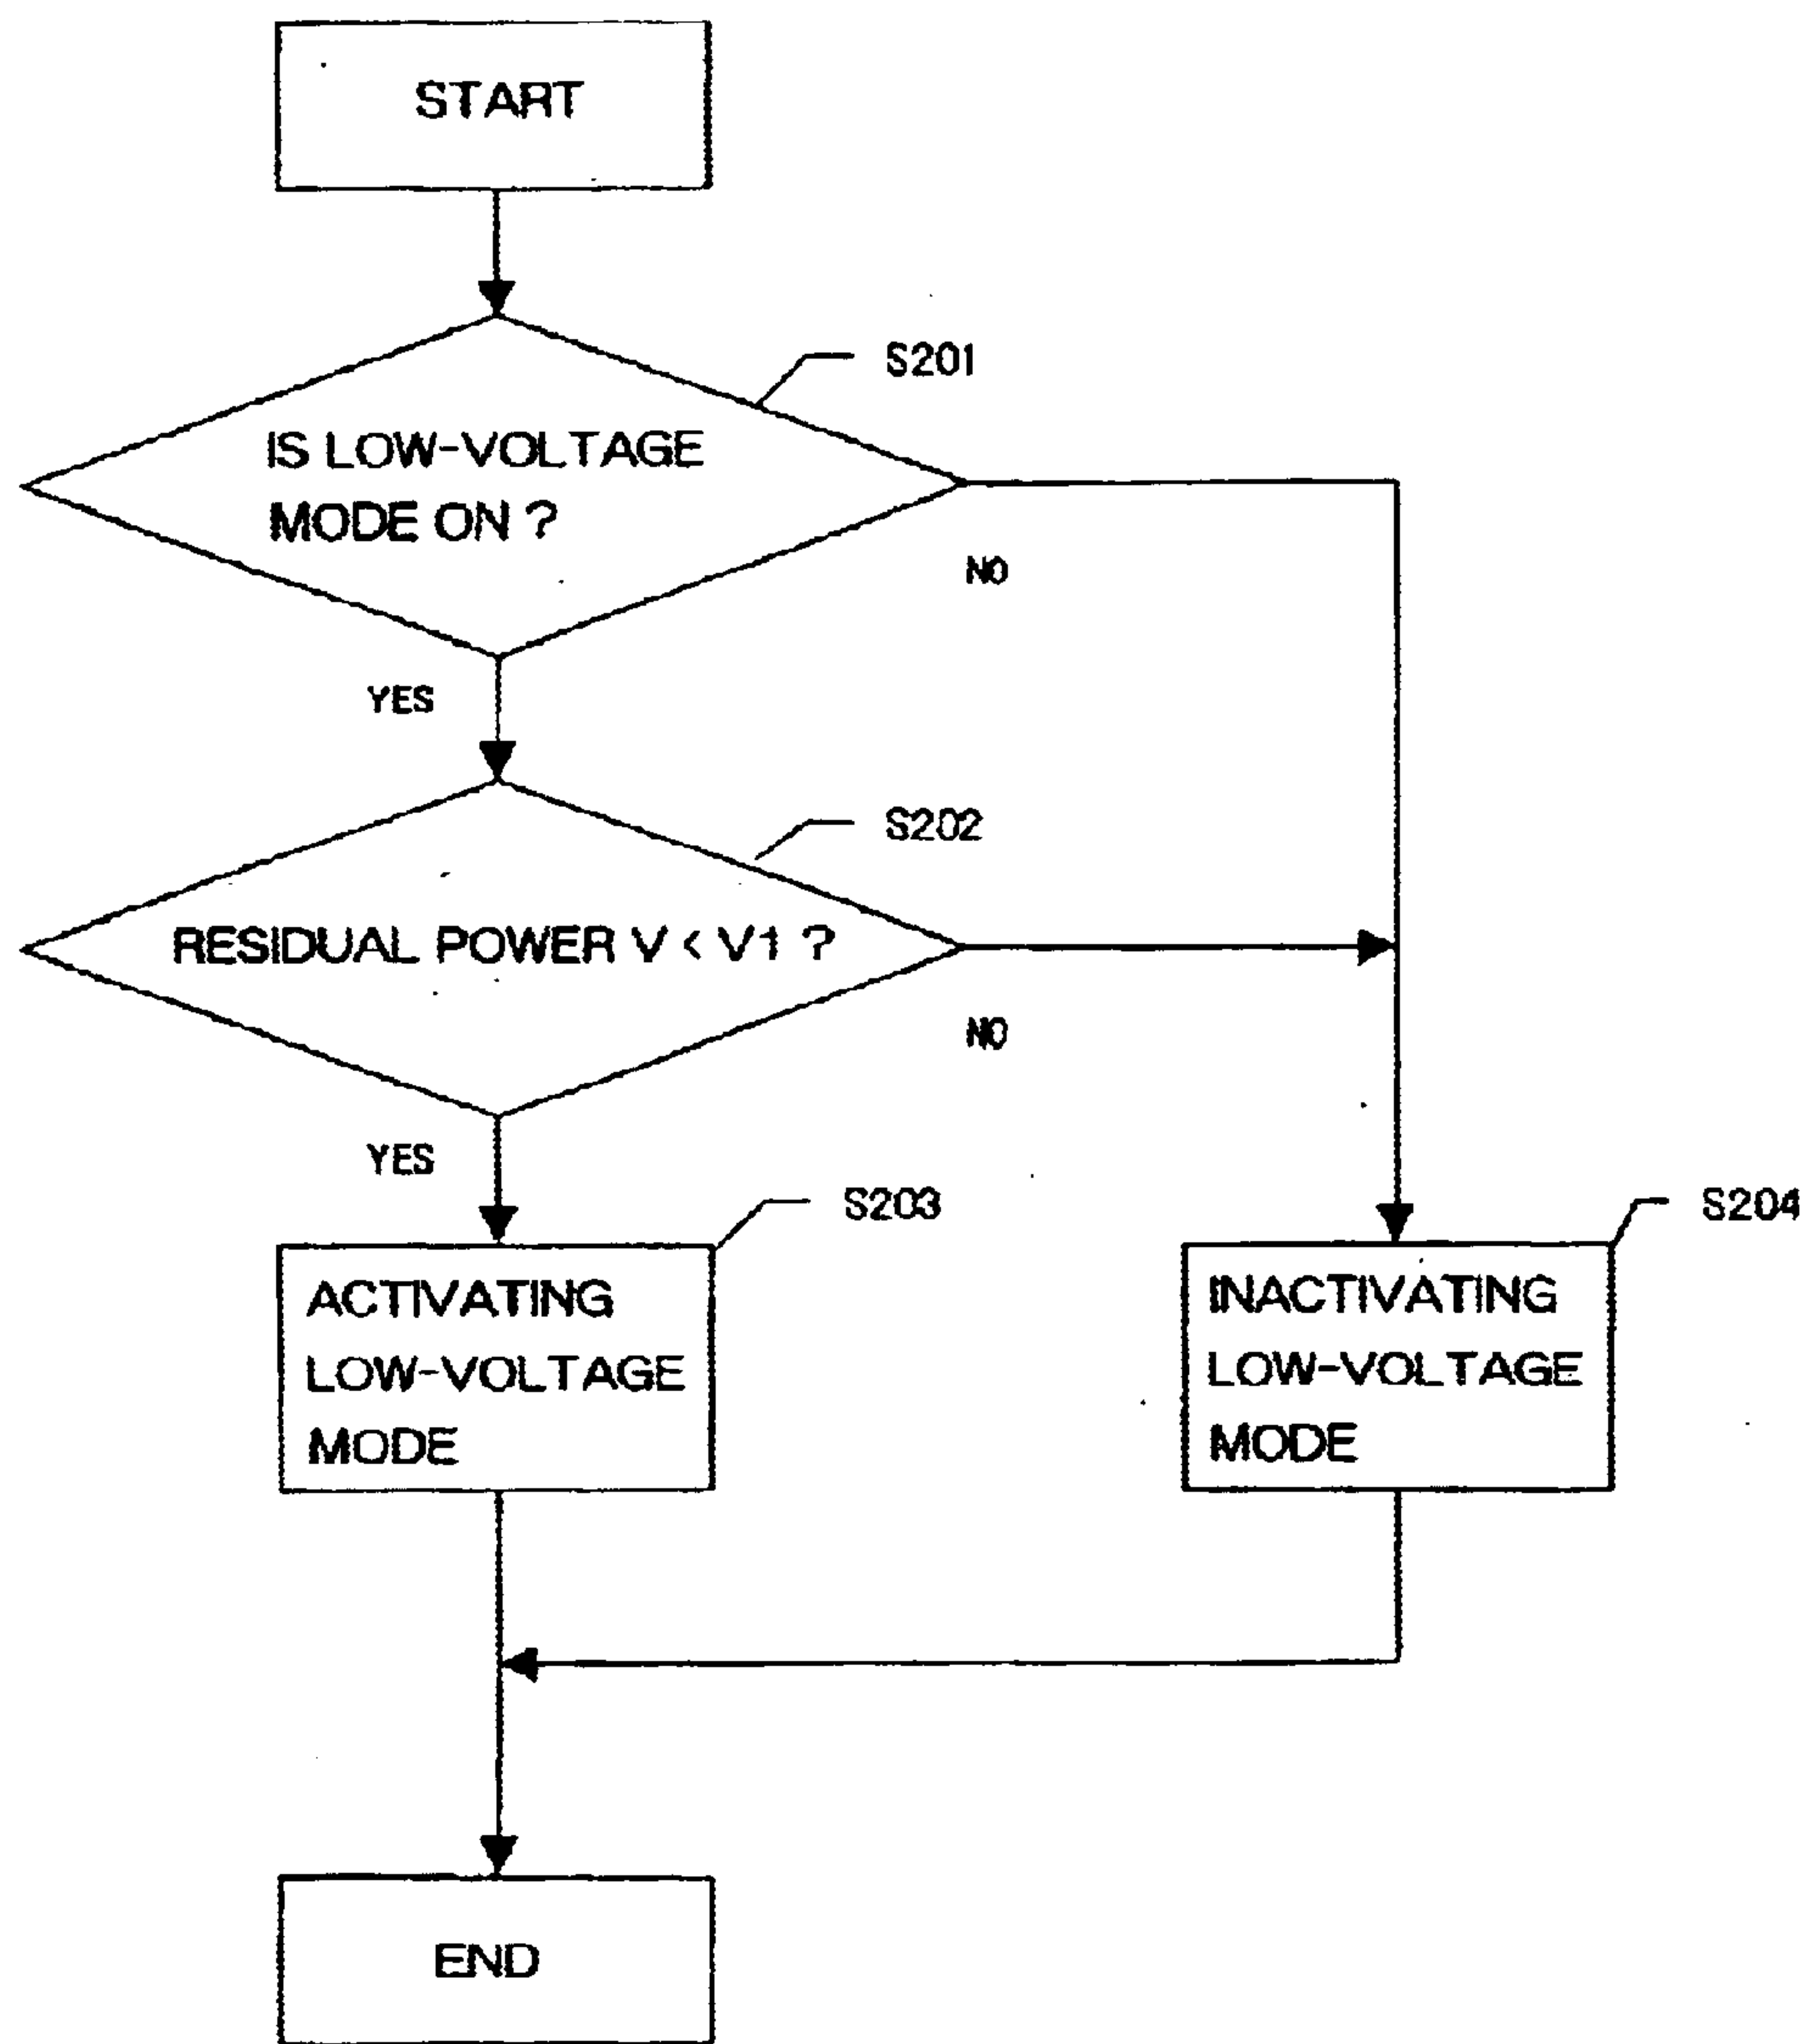 START
S201
IS LOW-VOLTAGE
MODE ON ?
NO
YES
S202
RESIDUAL POWER V < V1 ?
NO
YES
S203
S204
ACTIVATING
LOW-VOLTAGE
MODE
INACTIVATING
LOW-VOLTAGE
MODE
END